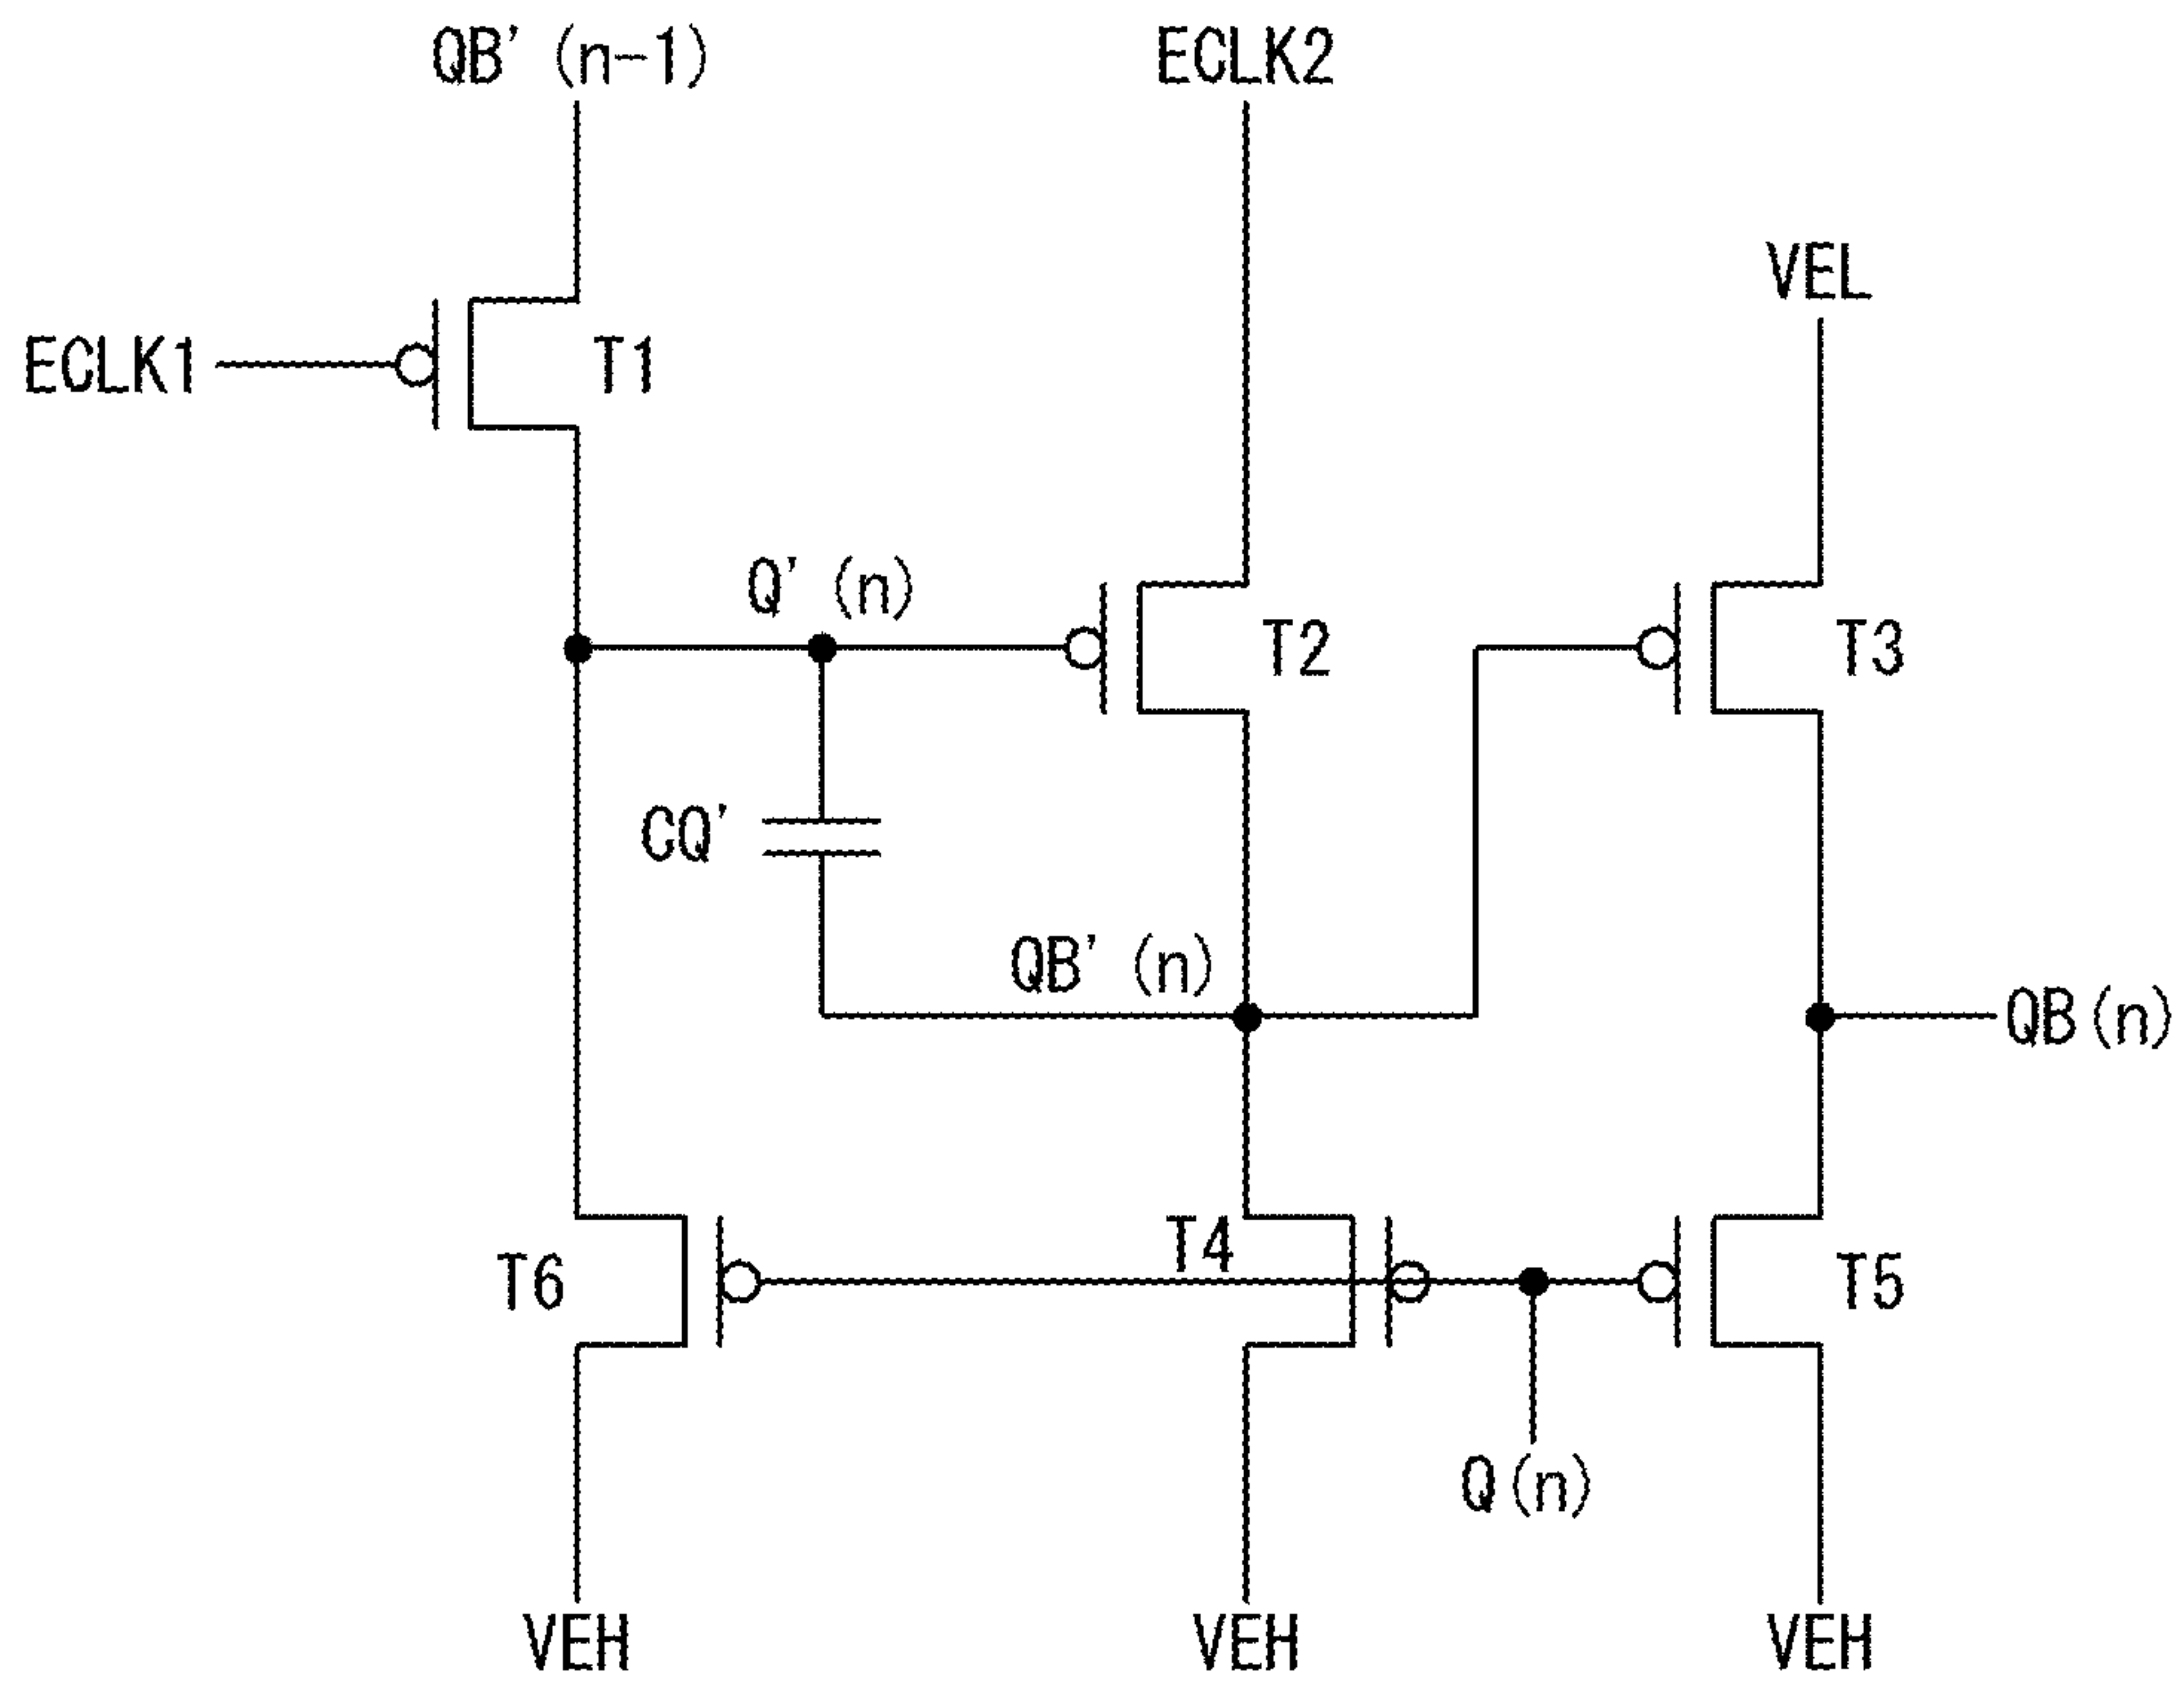 QB' (n-1)
ECLK2
VEL
ECLK1
T1
Q' (n)
T2
T3
CQ'
QB' (n)
QB(n)
T6
T4
T5
Q(n)
VEH
VEH
VEH